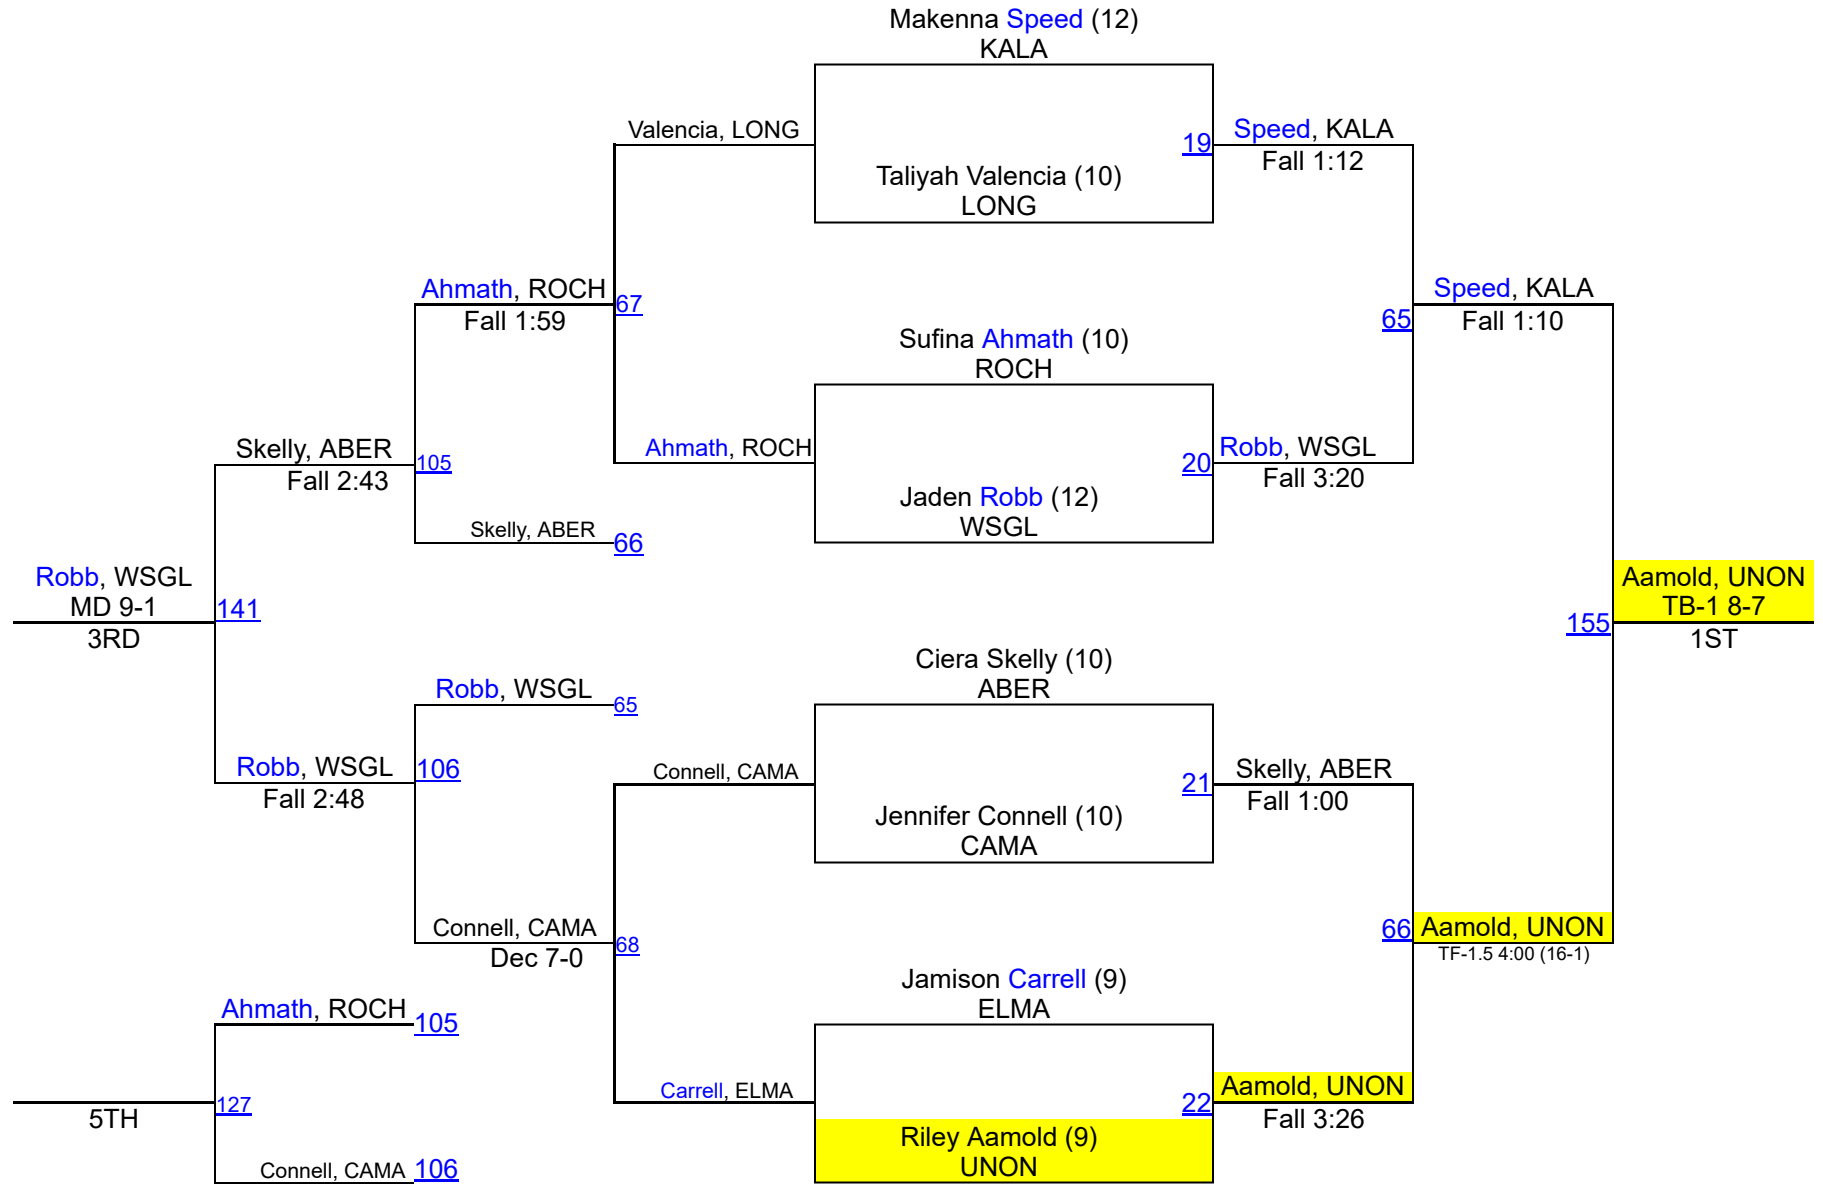 Makenna Speed (12)
KALA
Valencia, LONG
19
Speed, KALA
Fall 1:12
Taliyah Valencia (10)
LONG
Ahmath, ROCH
Fall 1:59
67
Speed, KALA
Fall 1:10
65
Sufina Ahmath (10)
ROCH
Skelly, ABER
Fall 2:43
105
Ahmath, ROCH
20
Robb, WSGL
Fall 3:20
Jaden Robb (12)
WSGL
Skelly, ABER
66
Robb, WSGL
MD 9-1
3RD
141
155
Aamold, UNON
TB-1 8-7
1ST
Ciera Skelly (10)
ABER
Robb, WSGL
65
Robb, WSGL
Fall 2:48
106
Connell, CAMA
21
Skelly, ABER
Fall 1:00
Jennifer Connell (10)
CAMA
Connell, CAMA
Dec 7-0
68
66
Aamold, UNON
TF-1.5 4:00 (16-1)
Jamison Carrell (9)
ELMA
Ahmath, ROCH
105
Carrell, ELMA
22
Aamold, UNON
Fall 3:26
5TH
127
Riley Aamold (9)
UNON
Connell, CAMA
106